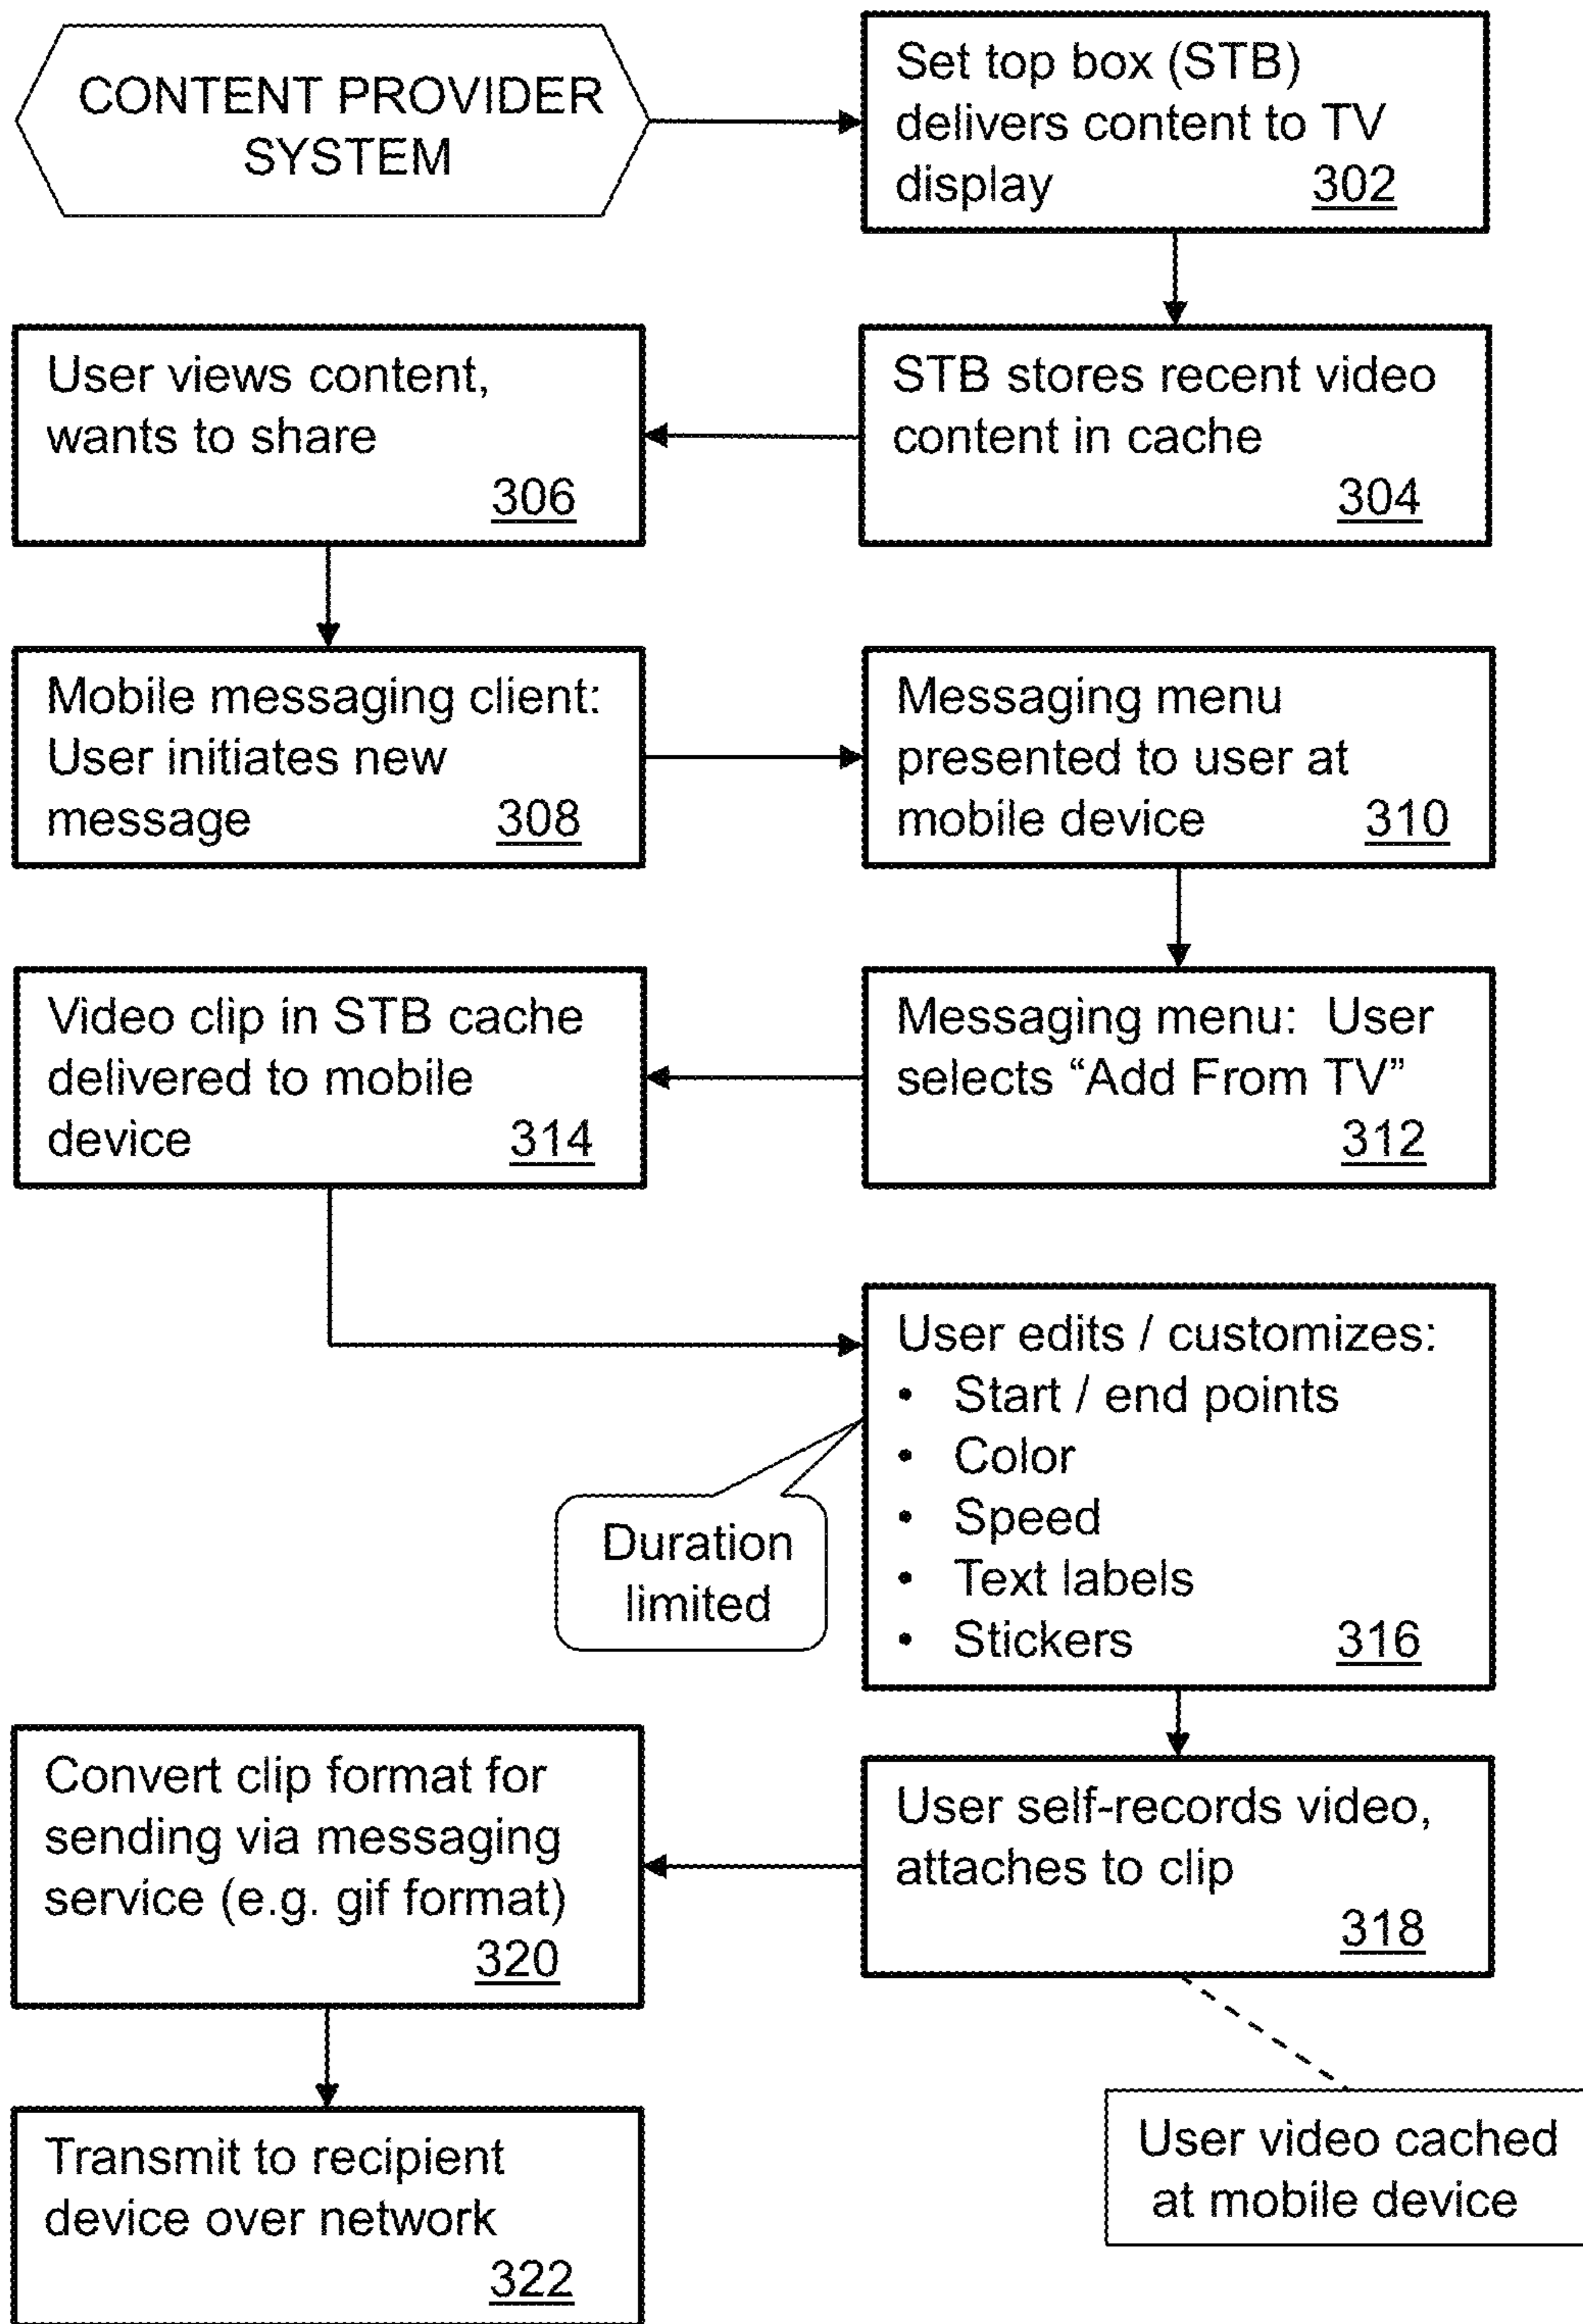 CONTENT PROVIDER
SYSTEM
Set top box (STB)
delivers content to TV
display 302
User views content,
wants to share
306
STB stores recent video
content in cache
304
Mobile messaging client:
User initiates new
message 308
Messaging menu
presented to user at
mobile device 310
Video clip in STB cache
delivered to mobile
device 314
Messaging menu: User
selects “Add From TV”
312
User edits / customizes:
• Start / end points
• Color
• Speed
• Text labels
• Stickers 316
Duration
limited
Convert clip format for
sending via messaging
service (e.g. gif format)
320
User self-records video,
attaches to clip
318
Transmit to recipient
device over network
322
User video cached
at mobile device